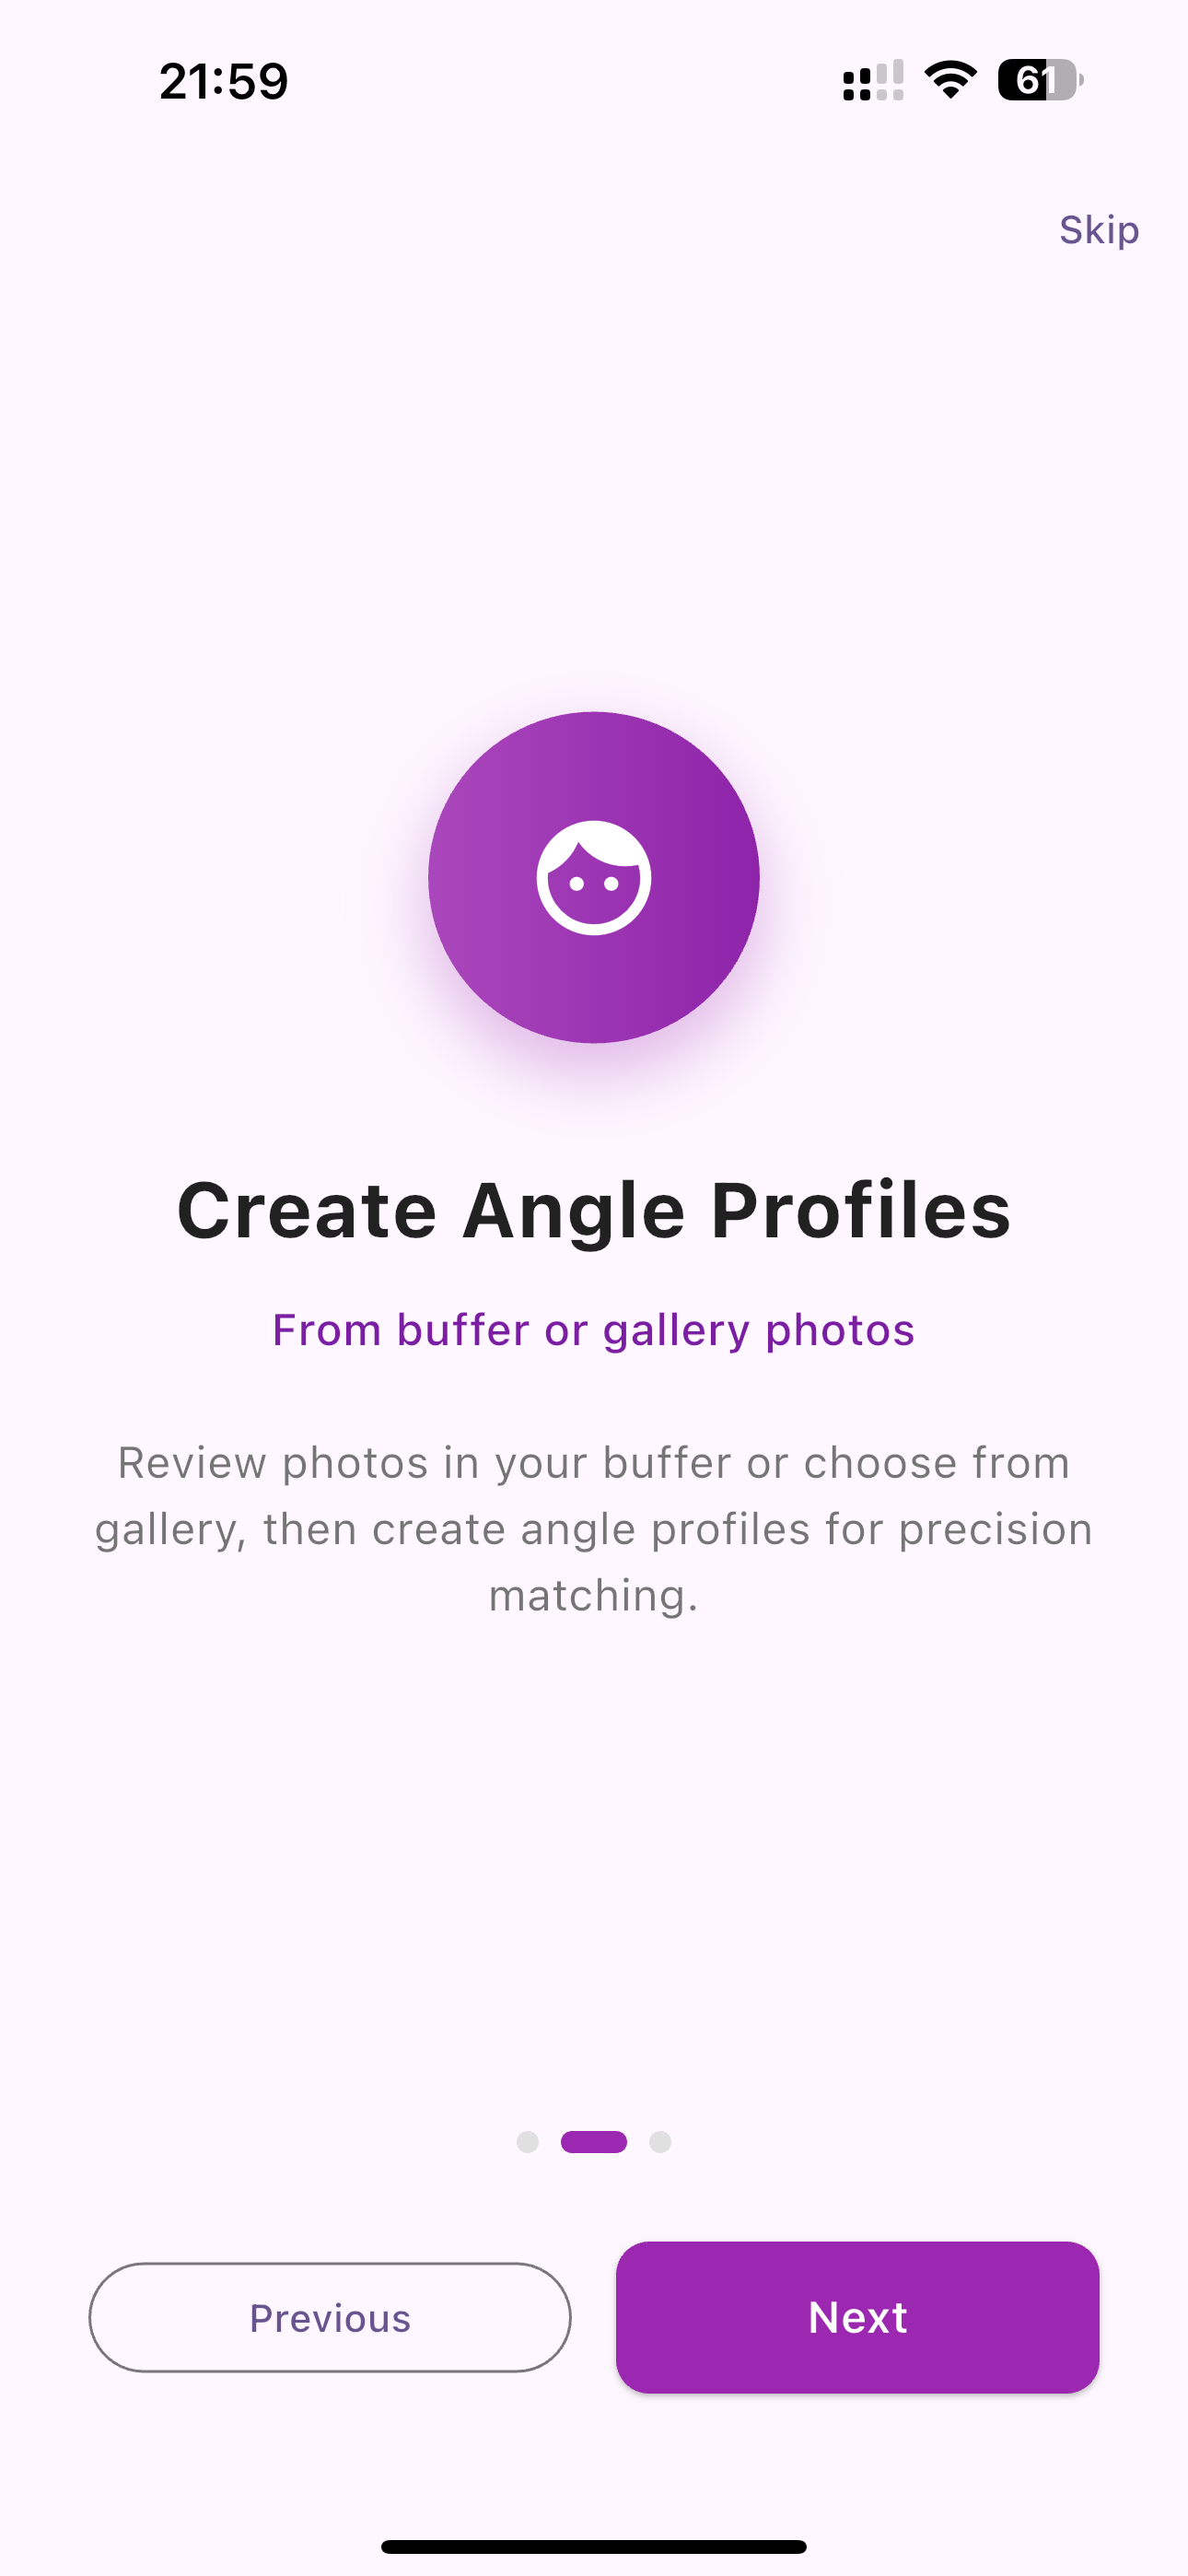 21:59
61
Skip
Create Angle Profiles
From buffer or gallery photos
Review photos in your buffer or choose from
gallery, then create angle profiles for precision
matching.
Previous
Next